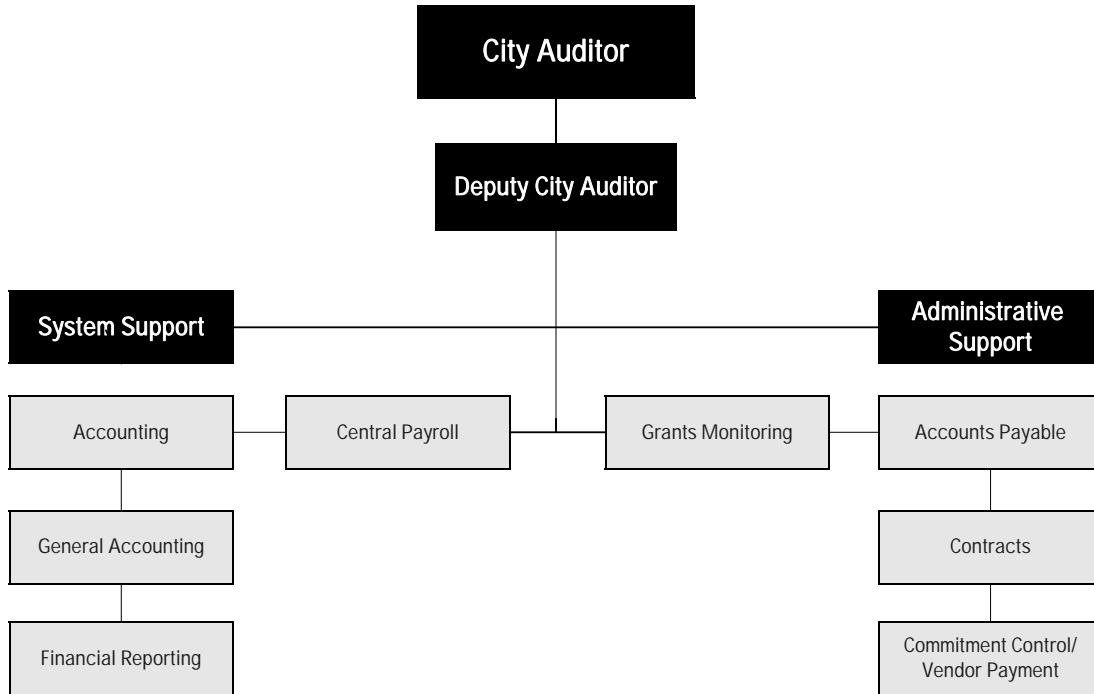 City Auditor
Deputy City Auditor
System Support
Administrative
Support
Accounting
Central Payroll
Grants Monitoring
Accounts Payable
General Accounting
Contracts
Financial Reporting
Commitment Control/
Vendor Payment